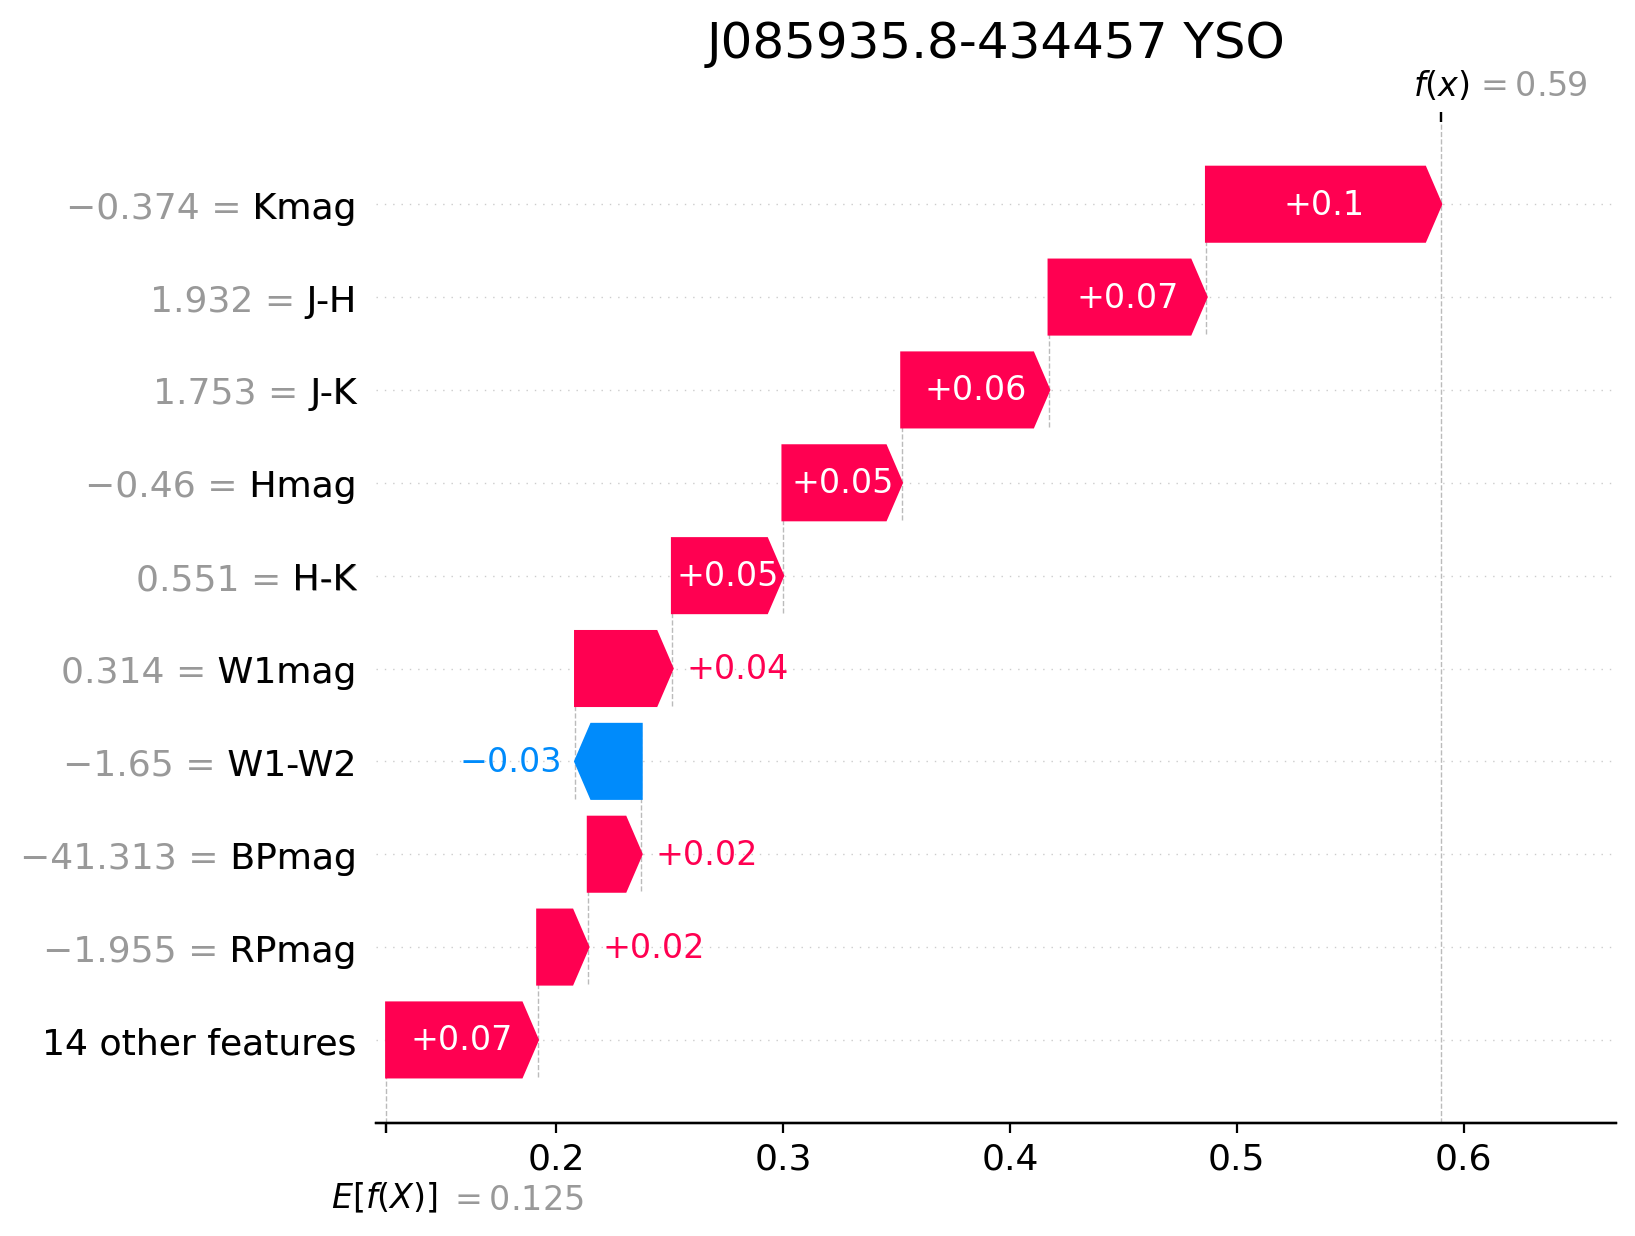 J085935.8-434457 YSO
f(x) = 0.59
−0.374 = Kmag
+0.1
1.932 = J-H
+0.07
1.753 = J-K
+0.06
−0.46 = Hmag
+0.05
0.551 = H-K
+0.05
0.314 = W1mag
+0.04
−1.65 = W1-W2
−0.03
−41.313 = BPmag
+0.02
−1.955 = RPmag
+0.02
14 other features
+0.07
0.2 0.3 0.4 0.5 0.6
E[f(X)] = 0.125